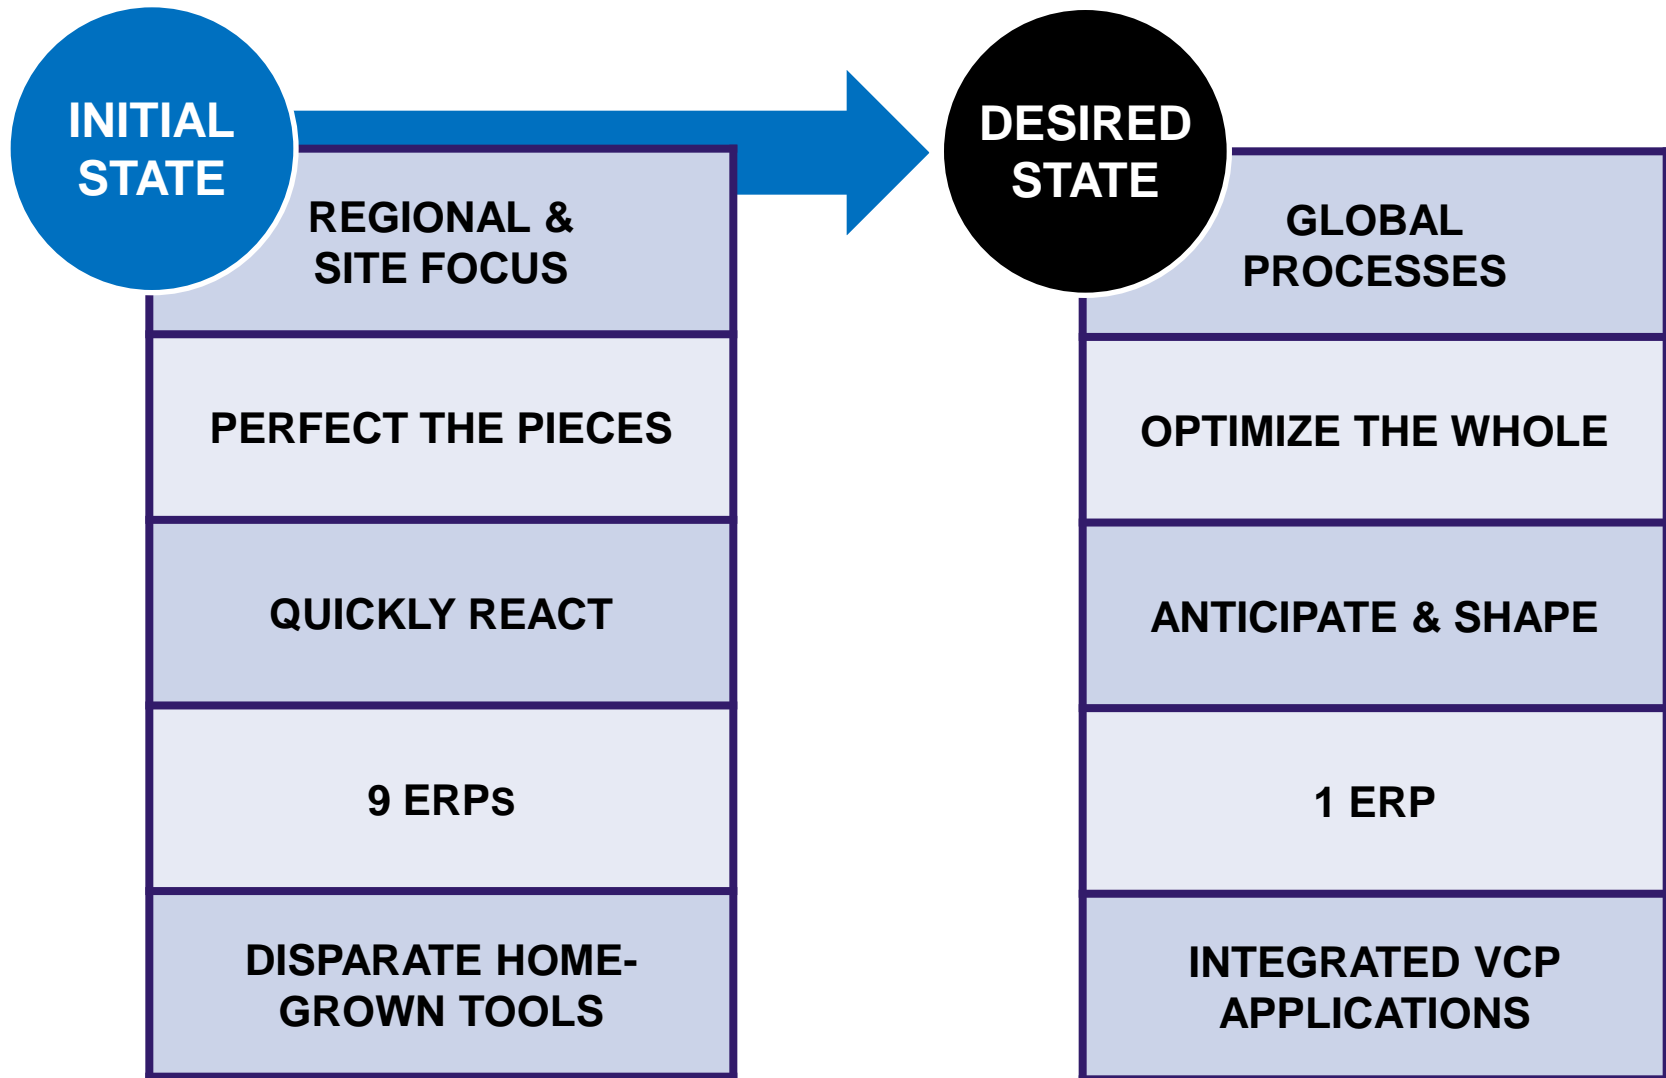 INITIAL
STATE
REGIONAL &
SITE FOCUS
PERFECT THE PIECES
QUICKLY REACT
9 ERPs
DISPARATE HOME-
GROWN TOOLS
DESIRED
STATE
GLOBAL
PROCESSES
OPTIMIZE THE WHOLE
ANTICIPATE & SHAPE
1 ERP
INTEGRATED VCP
APPLICATIONS